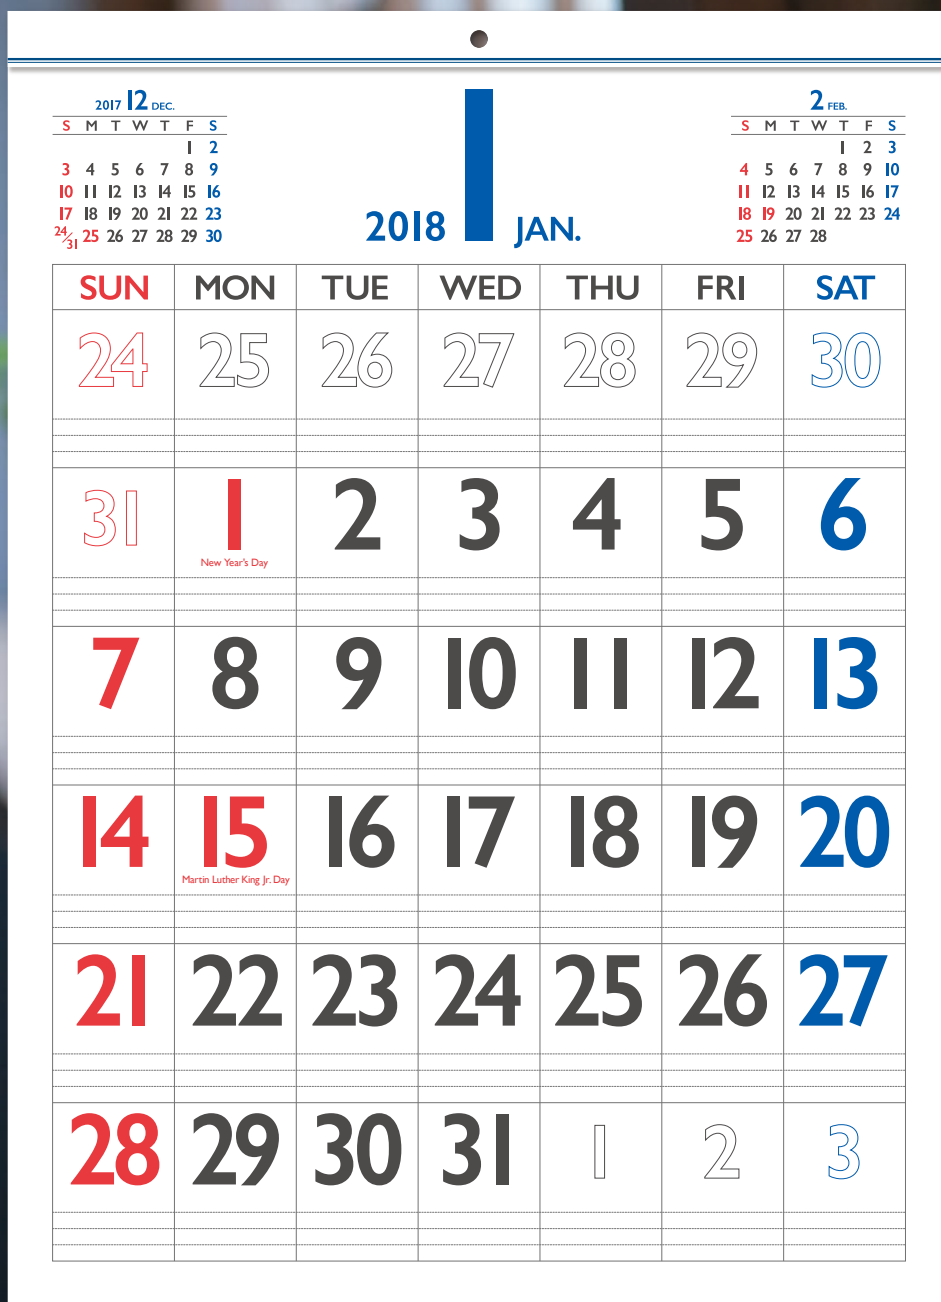 2017 12 DEC.
S M T W T F S
1 2
3 4 5 6 7 8 9
10 11 12 13 14 15 16
17 18 19 20 21 22 23
24/31 25 26 27 28 29 30
2018 1 JAN.
2 FEB.
S M T W T F S
1 2 3
4 5 6 7 8 9 10
11 12 13 14 15 16 17
18 19 20 21 22 23 24
25 26 27 28
SUN MON TUE WED THU FRI SAT
24 25 26 27 28 29 30
31 1 2 3 4 5 6
New Year's Day
7 8 9 10 11 12 13
14 15 16 17 18 19 20
Martin Luther King Jr. Day
21 22 23 24 25 26 27
28 29 30 31 1 2 3